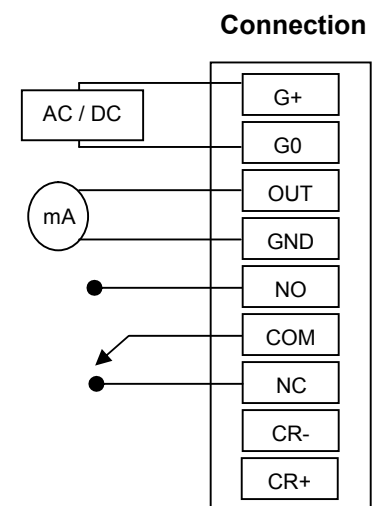 Connection
G+
AC / DC
G0
OUT
mA
GND
NO
COM
NC
CR-
CR+